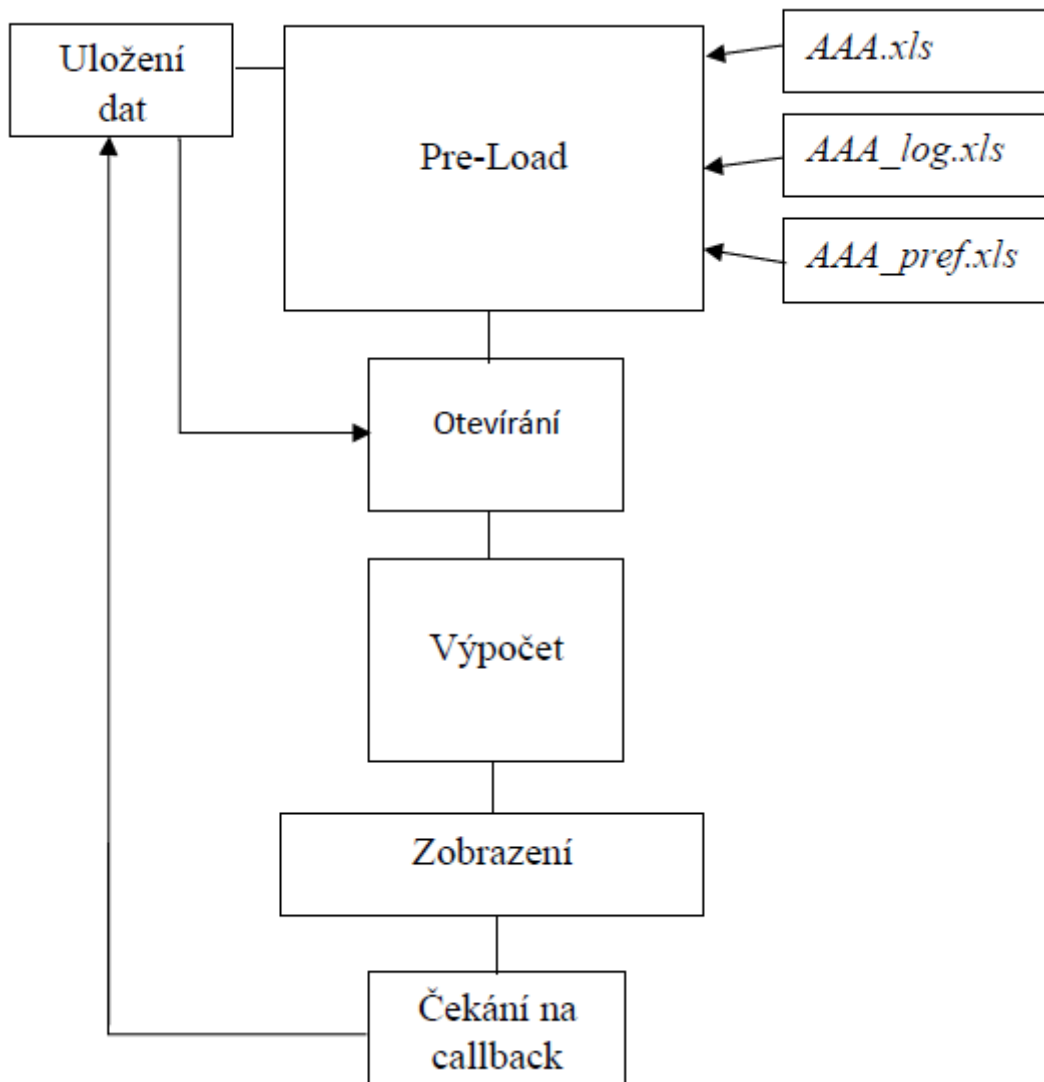 Uložení
dat
Pre-Load
AAA.xls
AAA_log.xls
AAA_pref.xls
Otevírání
Výpočet
Zobrazení
Čekání na
callback